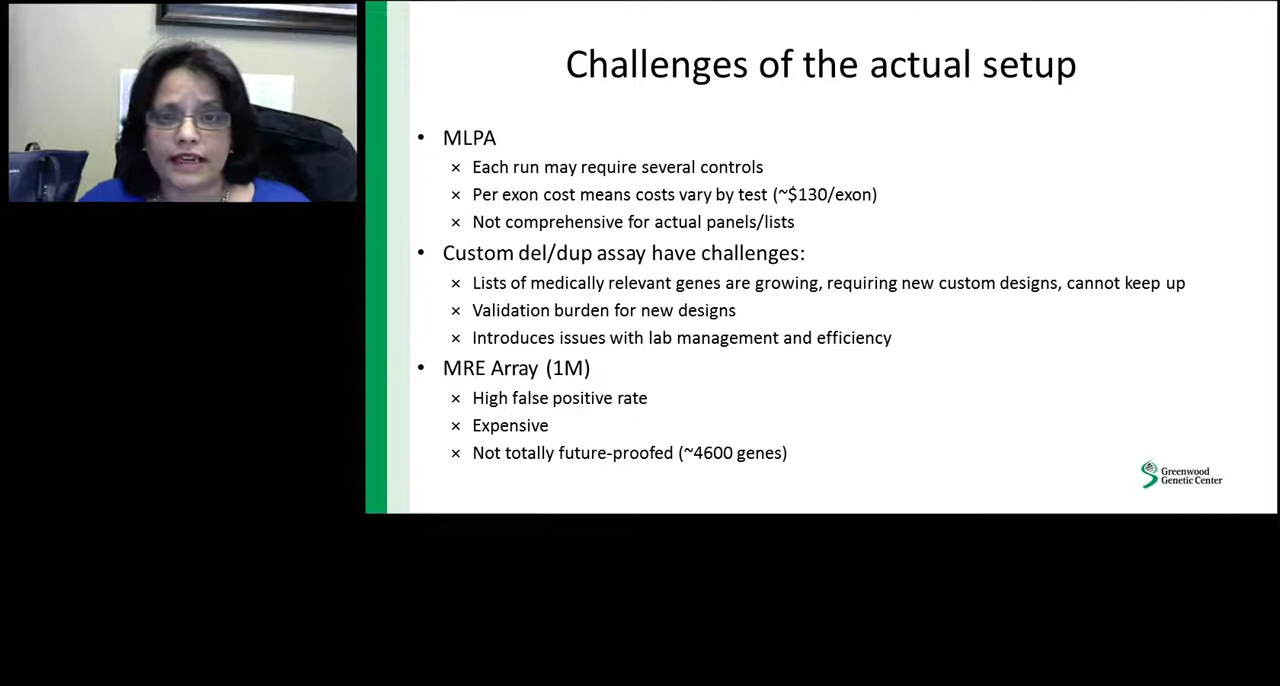 Challenges of the actual setup
• MLPA
× Each run may require several controls
× Per exon cost means costs vary by test (~$130/exon)
× Not comprehensive for actual panels/lists
• Custom del/dup assay have challenges:
× Lists of medically relevant genes are growing, requiring new custom designs, cannot keep up
× Validation burden for new designs
× Introduces issues with lab management and efficiency
• MRE Array (1M)
× High false positive rate
× Expensive
× Not totally future-proofed (~4600 genes)
Greenwood
Genetic Center